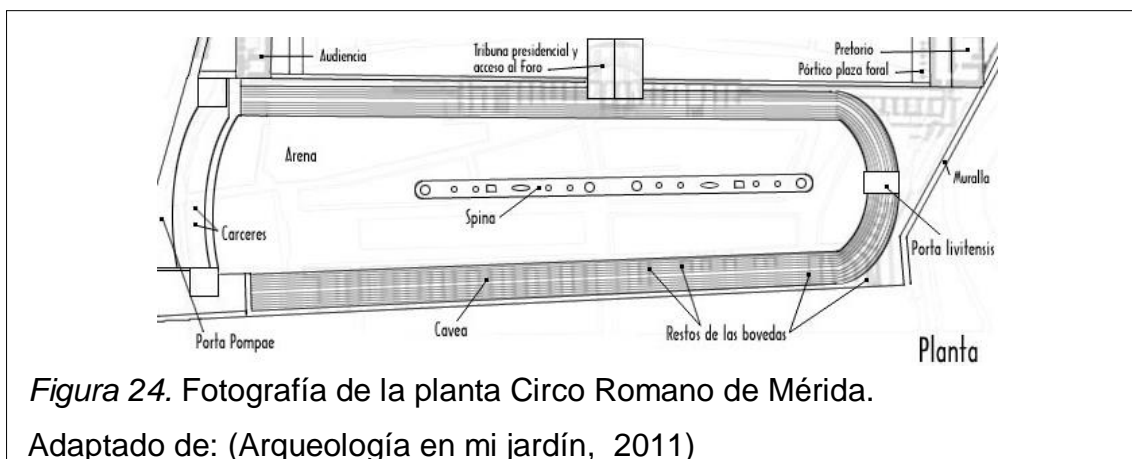 Audiencia
Tribuna presidencial y
acceso al Foro
Pretorio
Pórtico plaza foral
Arena
Muralla
Spina
Carceres
Porta livitensis
Cavea
Restos de las bovedas
Porta Pompae
Planta
Figura 24. Fotografía de la planta Circo Romano de Mérida.
Adaptado de: (Arqueología en mi jardín, 2011)